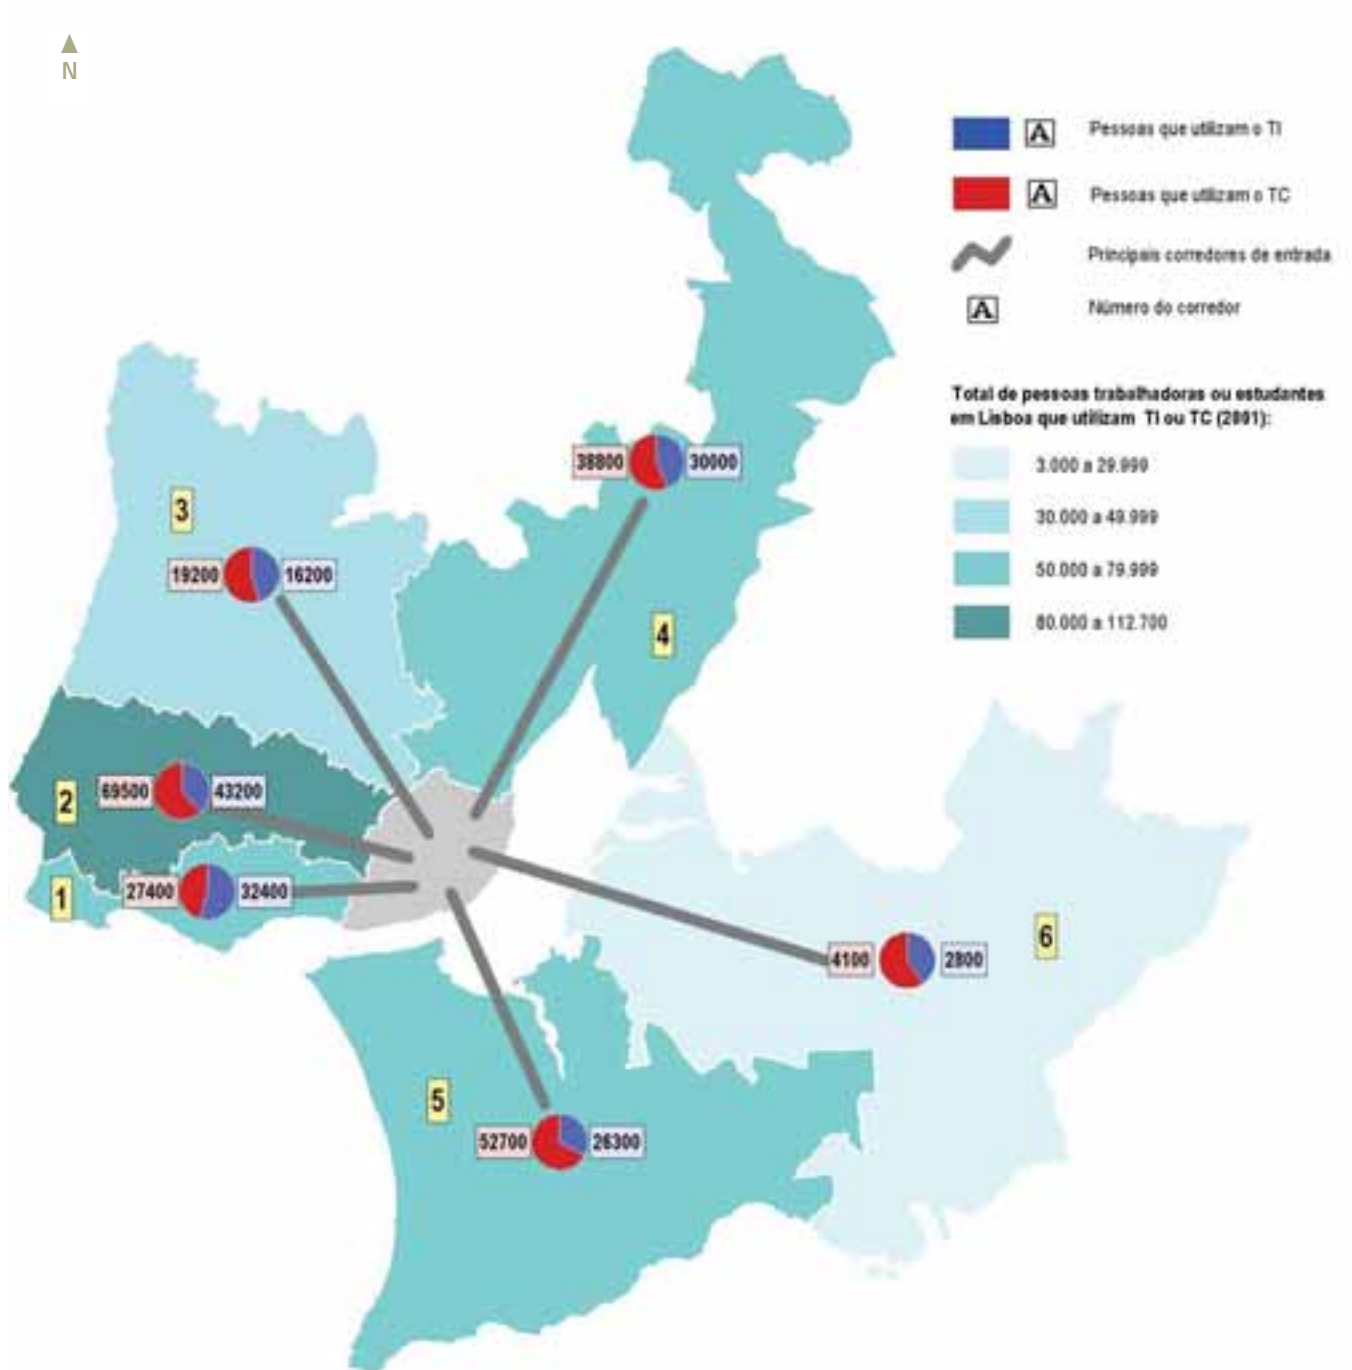 N
A Pessoas que utilizam o TI
A Pessoas que utilizam o TC
Principais corredores de entrada
A Número do corredor
Total de pessoas trabalhadoras ou estudantes
em Lisboa que utilizam TI ou TC (2001):
3.000 a 29.999
30.000 a 49.999
50.000 a 79.999
80.000 a 112.700
38800 30000
3
19200 16200
4
2
69500 43200
1
27400 32400
6
4100 2800
5
52700 26300